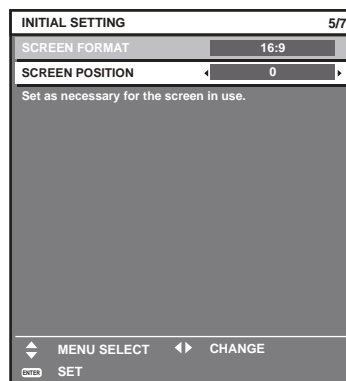 INITIAL SETTING 5/7
SCREEN FORMAT 16:9
SCREEN POSITION 0
Set as necessary for the screen in use.
MENU SELECT CHANGE
ENTER SET